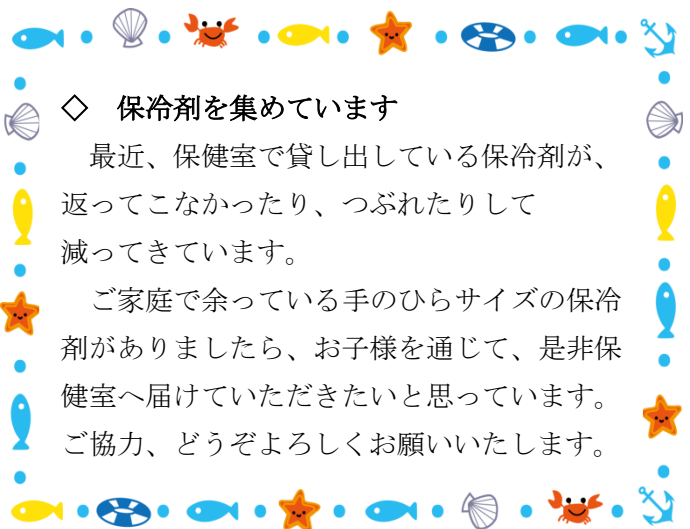 ◇　保冷剤を集めています
　最近、保健室で貸し出している保冷剤が、
返ってこなかったり、つぶれたりして
減ってきています。
　ご家庭で余っている手のひらサイズの保冷
剤がありましたら、お子様を通じて、是非保
健室へ届けていただきたいと思っています。
ご協力、どうぞよろしくお願いいたします。